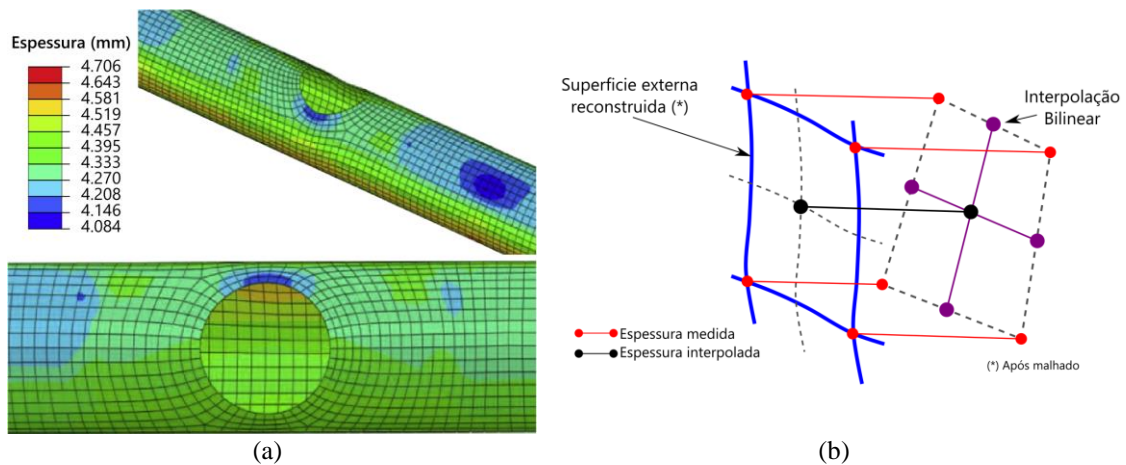 Espessura (mm)
4.706
4.643
4.581
4.519
4.457
4.395
4.333
4.270
4.208
4.146
4.084
(a)
Superficie externa
reconstruida (*)
Interpolação
Bilinear
Espessura medida
Espessura interpolada
(*) Após malhado
(b)